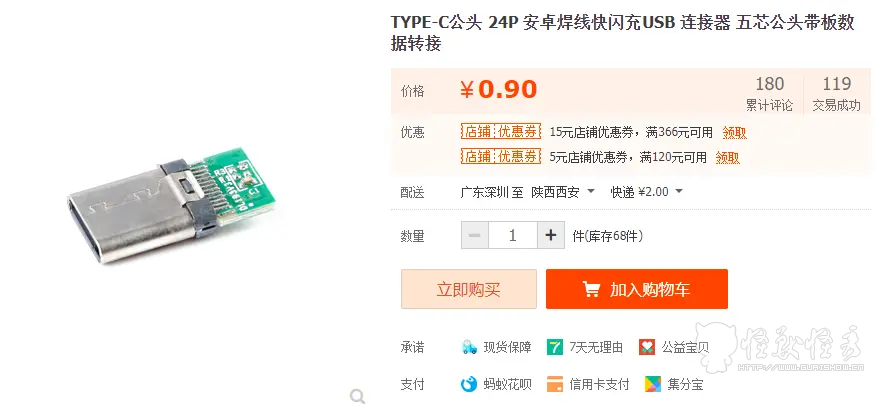 TYPE-C公头 24P 安卓焊线快闪充USB 连接器 五芯公头带板数
据转接
价格
¥0.90
180
累计评论
119
交易成功
优惠
店铺 优惠券 15元店铺优惠券，满366元可用 领取
店铺 优惠券 5元店铺优惠券，满120元可用 领取
配送
广东深圳 至 陕西西安 快递 ¥2.00
数量
1
件(库存68件)
立即购买
加入购物车
承诺
现货保障
7 7天无理由
公益宝贝
支付
蚂蚁花呗
信用卡支付
集分宝
怪兽怪秀
HTTP://WWW.GUAISHOW.CN